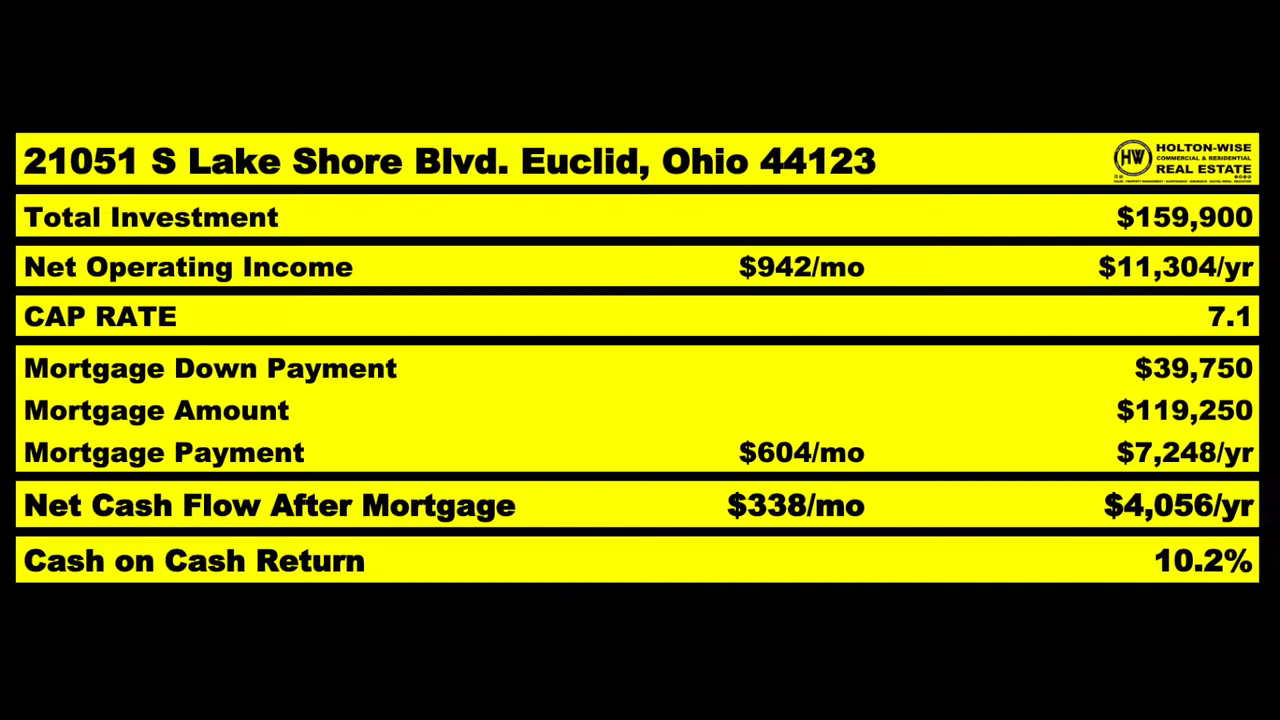 21051 S Lake Shore Blvd. Euclid, Ohio 44123
HW
HOLTON-WISE
COMMERCIAL & RESIDENTIAL
REAL ESTATE
Total Investment $159,900
Net Operating Income $942/mo $11,304/yr
CAP RATE 7.1
Mortgage Down Payment $39,750
Mortgage Amount $119,250
Mortgage Payment $604/mo $7,248/yr
Net Cash Flow After Mortgage $338/mo $4,056/yr
Cash on Cash Return 10.2%